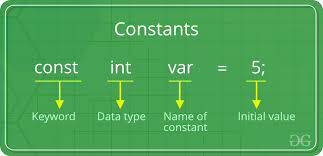 Constants
const int var = 5;
Keyword Data type Name of constant Initial value